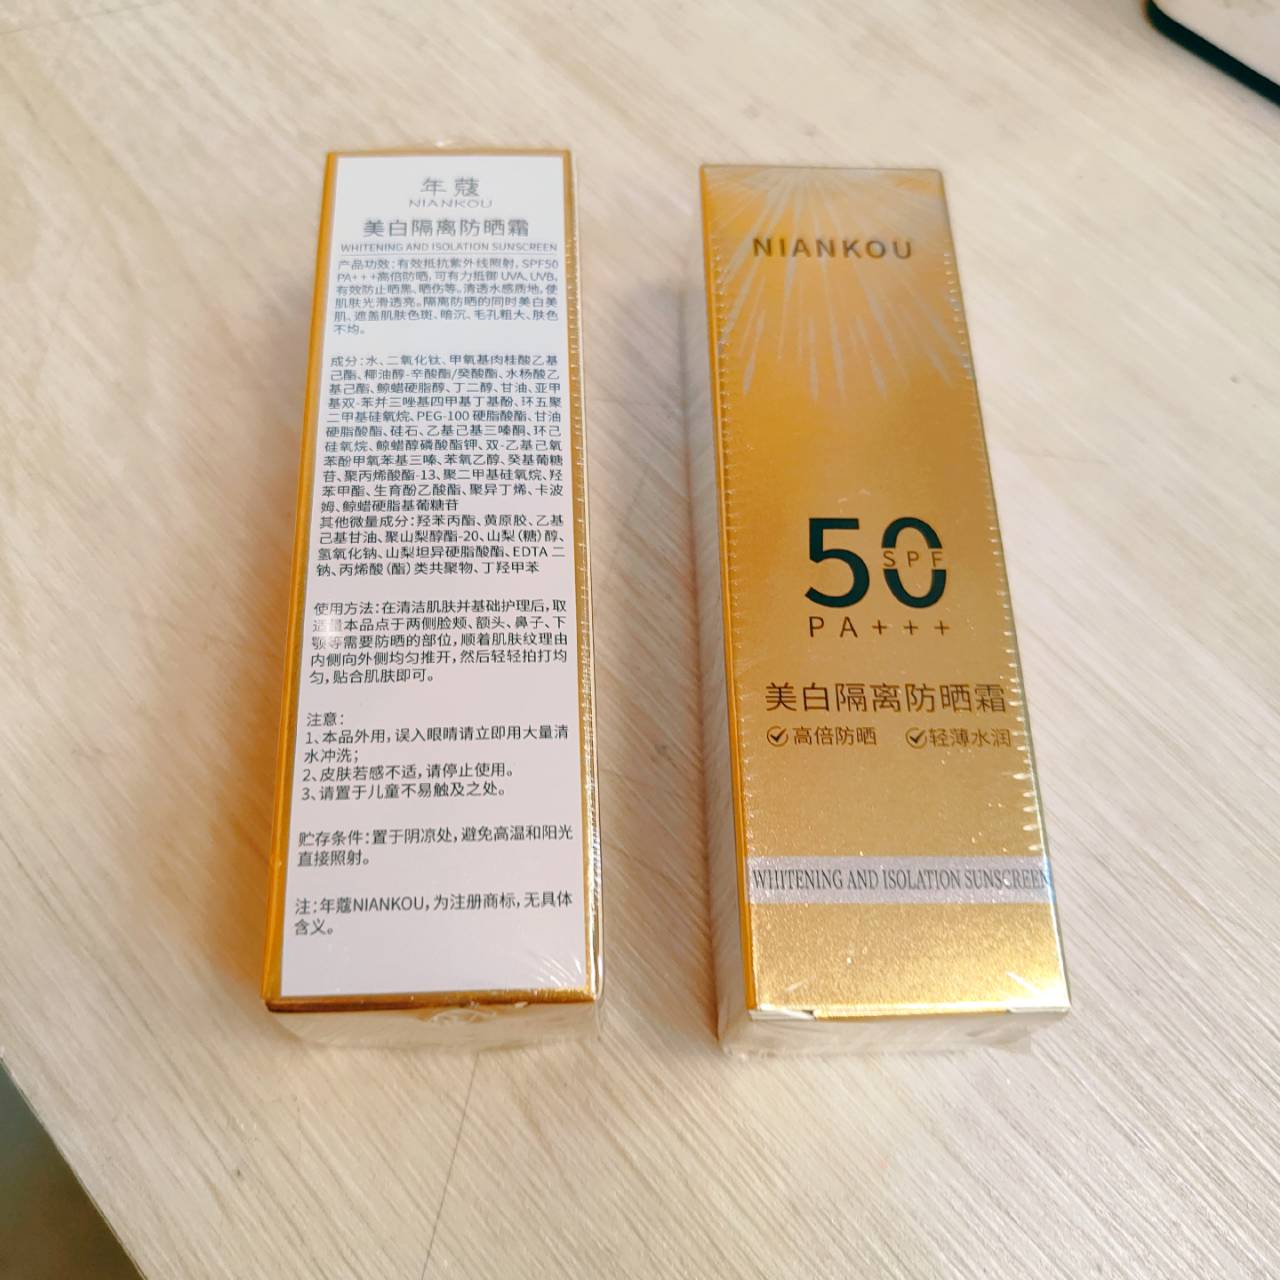 年蔻
NIANKOU
美白隔离防晒霜
WHITENING AND ISOLATION SUNSCREEN
产品功效：有效抵抗紫外线照射，SPF50
PA+++高倍防晒，可有力抵御UVA、UVB，
有效防止晒黑、晒伤等。清透水感质地，使
肌肤光滑透亮。隔离防晒的同时美白美
肌、遮盖肌肤色斑、暗沉、毛孔粗大、肤色
不均。
成分：水、二氧化钛、甲氧基肉桂酸乙基
己酯、椰油醇-辛酸酯/癸酸酯、水杨酸乙
基己酯、鲸蜡硬脂醇、丁二醇、甘油、亚甲
基双-苯并三唑基四甲基丁基酚、环五聚
二甲基硅氧烷、PEG-100 硬脂酸酯、甘油
硬脂酸酯、硅石、乙基己基三嗪酮、环己
硅氧烷、鲸蜡醇磷酸酯钾、双-乙基己氧
苯酚甲氧苯基三嗪、苯氧乙醇、癸基葡糖
苷、聚丙烯酸酯-13、聚二甲基硅氧烷、羟
苯甲酯、生育酚乙酸酯、聚异丁烯、卡波
姆、鲸蜡硬脂基葡糖苷
其他微量成分：羟苯丙酯、黄原胶、乙基
己基甘油、聚山梨醇酯-20、山梨（糖）醇、
氢氧化钠、山梨坦异硬脂酸酯、EDTA 二
钠、丙烯酸（酯）类共聚物、丁羟甲苯
使用方法：在清洁肌肤并基础护理后，取
适量本品点于两侧脸颊、额头、鼻子、下
颚等需要防晒的部位，顺着肌肤纹理由
内侧向外侧均匀推开，然后轻轻拍打均
匀，贴合肌肤即可。
注意：
1、本品外用，误入眼睛请立即用大量清
水冲洗；
2、皮肤若感不适，请停止使用。
3、请置于儿童不易触及之处。
贮存条件：置于阴凉处，避免高温和阳光
直接照射。
注：年蔻NIANKOU，为注册商标，无具体
含义。
NIANKOU
50
SPF
PA+++
美白隔离防晒霜
高倍防晒 轻薄水润
WHITENING AND ISOLATION SUNSCREEN